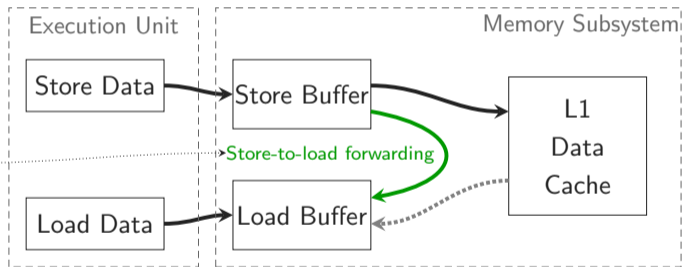 Execution Unit
Memory Subsystem
Store Data
Store Buffer
L1
Data
Cache
Store-to-load forwarding
Load Data
Load Buffer